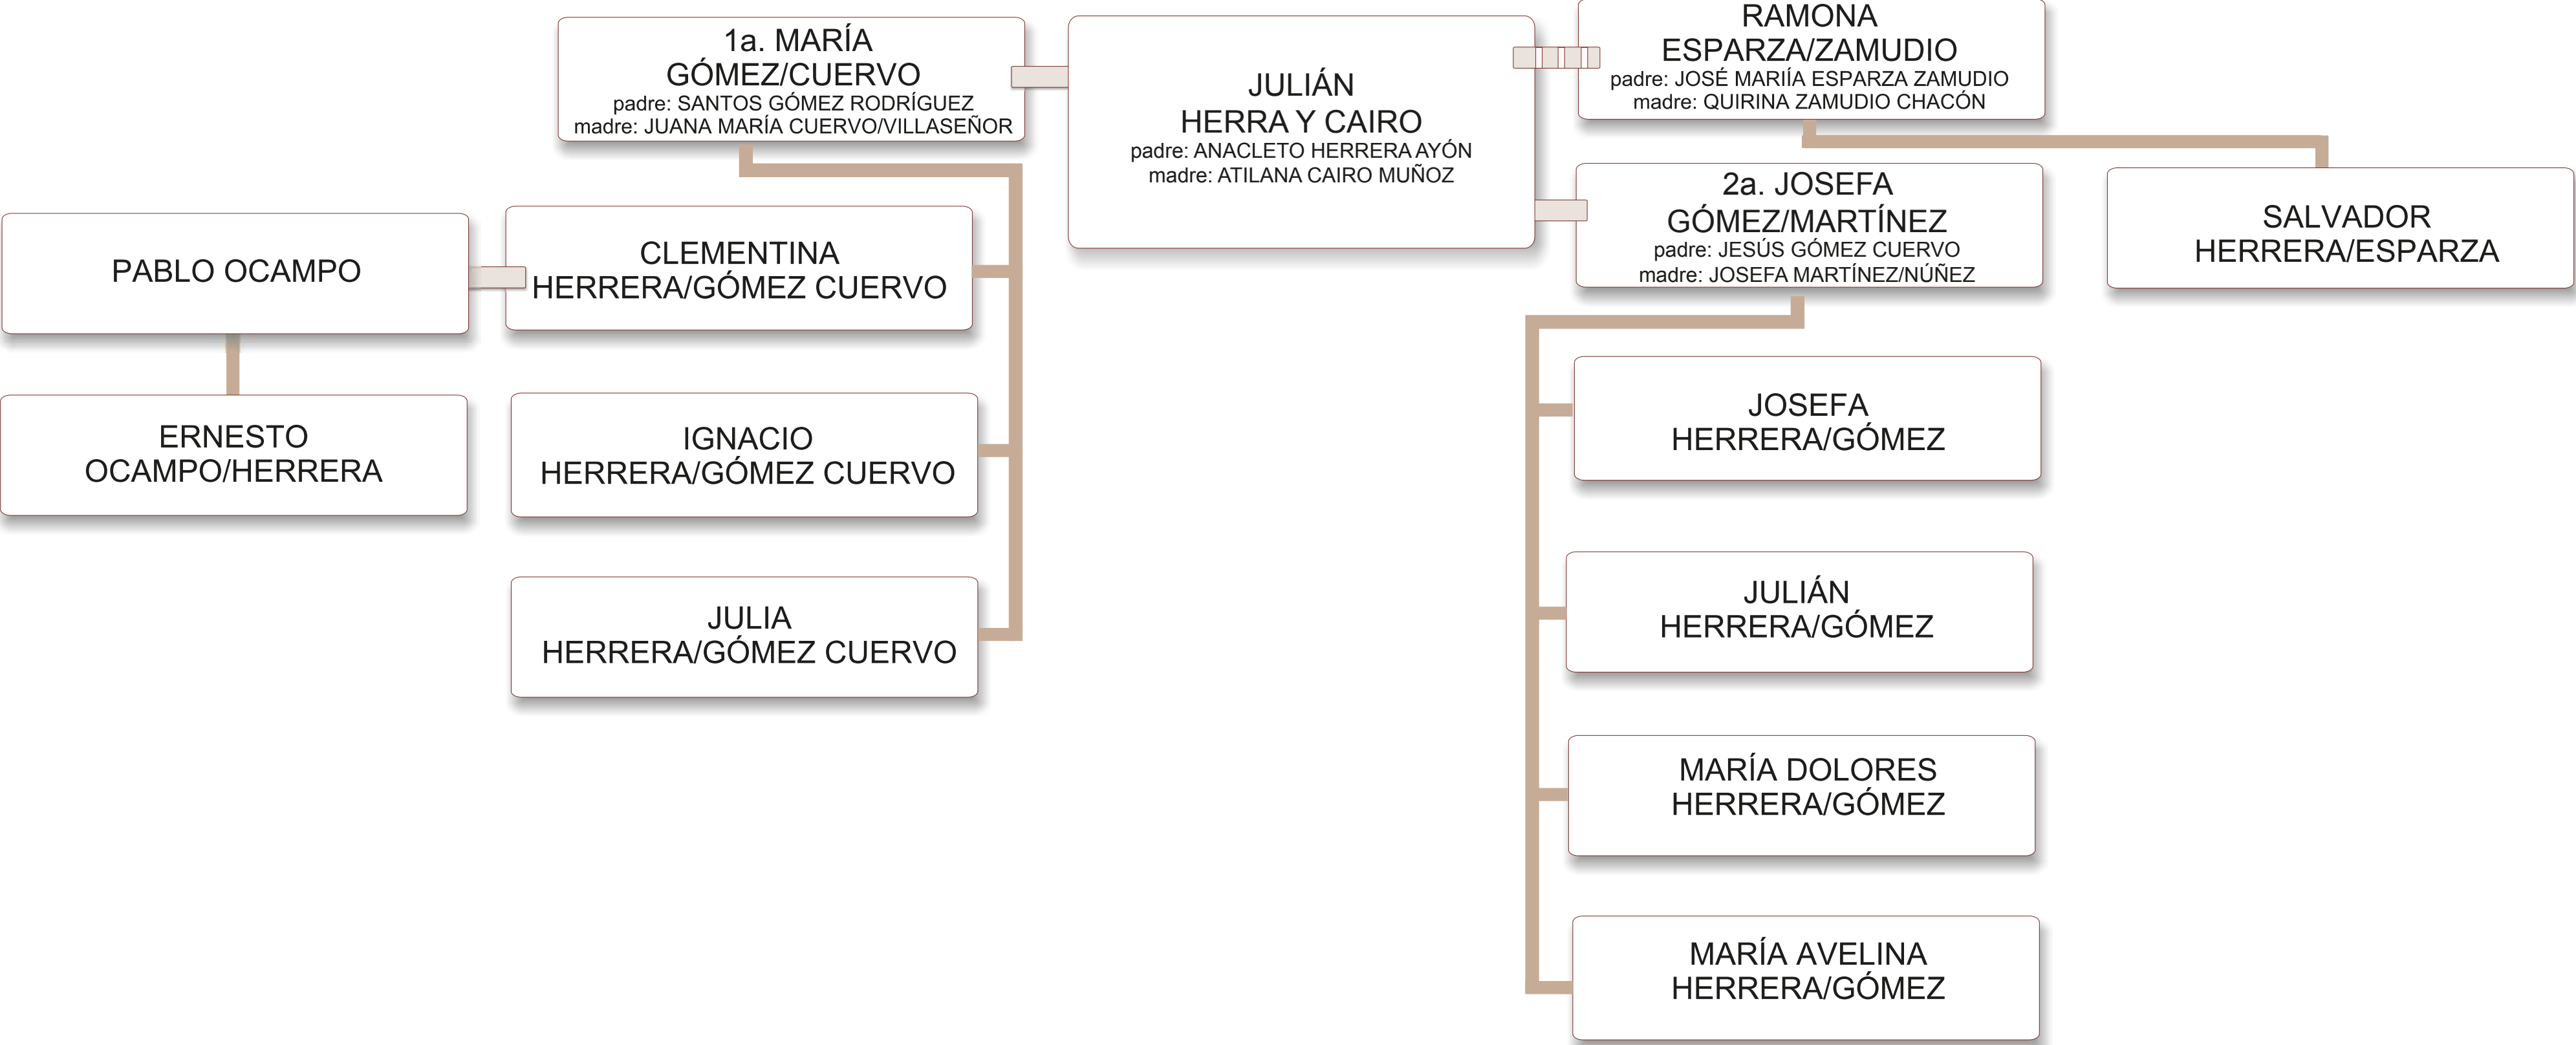 1a. MARÍA
GÓMEZ/CUERVO
padre: SANTOS GÓMEZ RODRÍGUEZ
madre: JUANA MARÍA CUERVO/VILLASEÑOR
JULIÁN
HERRA Y CAIRO
padre: ANACLETO HERRERA AYÓN
madre: ATILANA CAIRO MUÑOZ
RAMONA
ESPARZA/ZAMUDIO
padre: JOSÉ MARIÍA ESPARZA ZAMUDIO
madre: QUIRINA ZAMUDIO CHACÓN
2a. JOSEFA
GÓMEZ/MARTÍNEZ
padre: JESÚS GÓMEZ CUERVO
madre: JOSEFA MARTÍNEZ/NÚÑEZ
SALVADOR
HERRERA/ESPARZA
PABLO OCAMPO
CLEMENTINA
HERRERA/GÓMEZ CUERVO
ERNESTO
OCAMPO/HERRERA
IGNACIO
HERRERA/GÓMEZ CUERVO
JULIA
HERRERA/GÓMEZ CUERVO
JOSEFA
HERRERA/GÓMEZ
JULIÁN
HERRERA/GÓMEZ
MARÍA DOLORES
HERRERA/GÓMEZ
MARÍA AVELINA
HERRERA/GÓMEZ